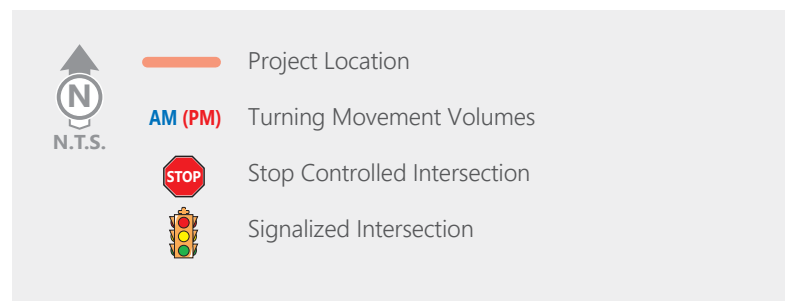 N
N.T.S.
Project Location
AM (PM) Turning Movement Volumes
STOP Stop Controlled Intersection
Signalized Intersection